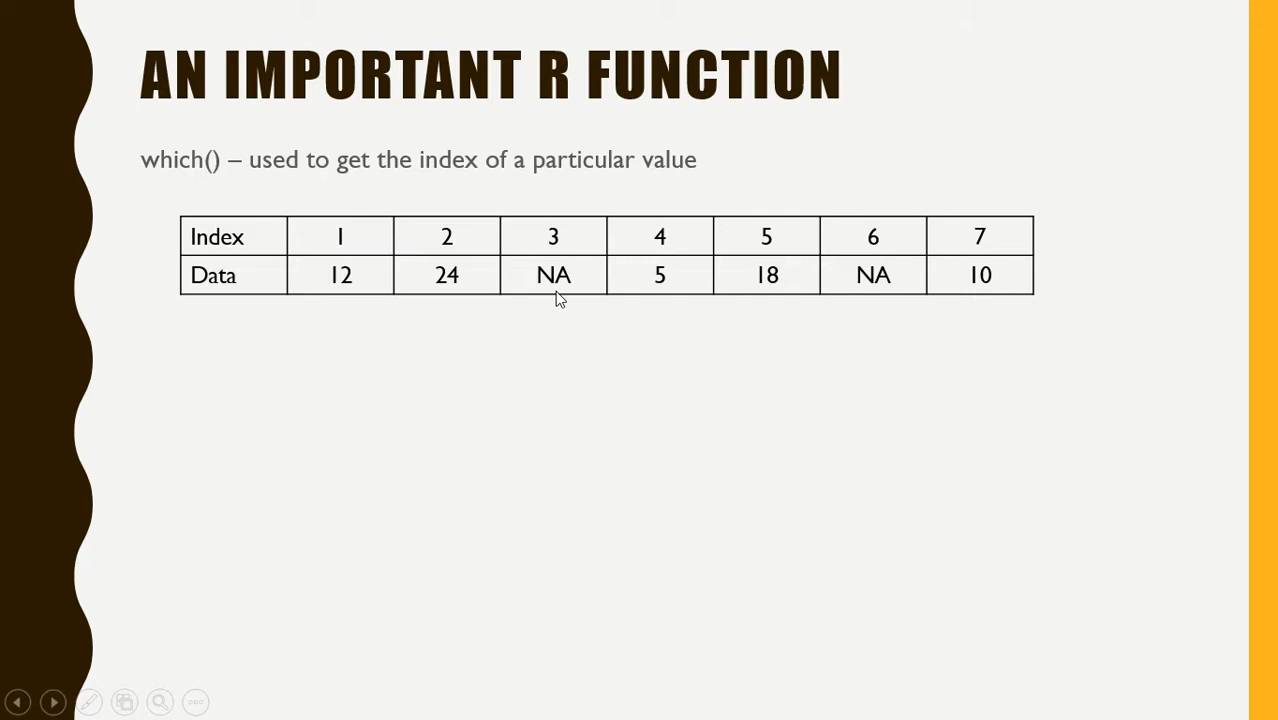 AN IMPORTANT R FUNCTION
which() – used to get the index of a particular value
Index 1 2 3 4 5 6 7
Data 12 24 NA 5 18 NA 10